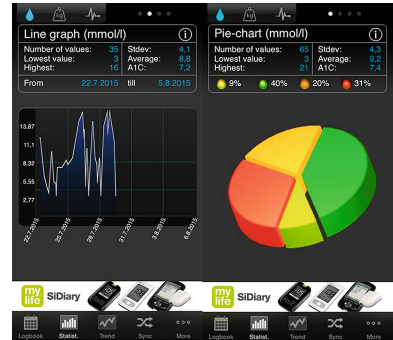 kg
Line graph (mmol/l) i
Number of values: 35 Stdev: 4,1
Lowest value: 3 Average: 8,8
Highest: 16 A1C: 7,2
From 22.7.2015 till 5.8.2015
13,87
11,1
8,32
5,55
2,77
22.7.2015 25.7.2015 28.7.2015 31.7.2015 3.8.2015 6.8.2015
my life SiDiary
Logbook Statist. Trend Sync More
kg
Pie-chart (mmol/l) i
Number of values: 65 Stdev: 4,3
Lowest value: 3 Average: 9,2
Highest: 21 A1C: 7,4
9% 40% 20% 31%
my life SiDiary
Logbook Statist. Trend Sync More